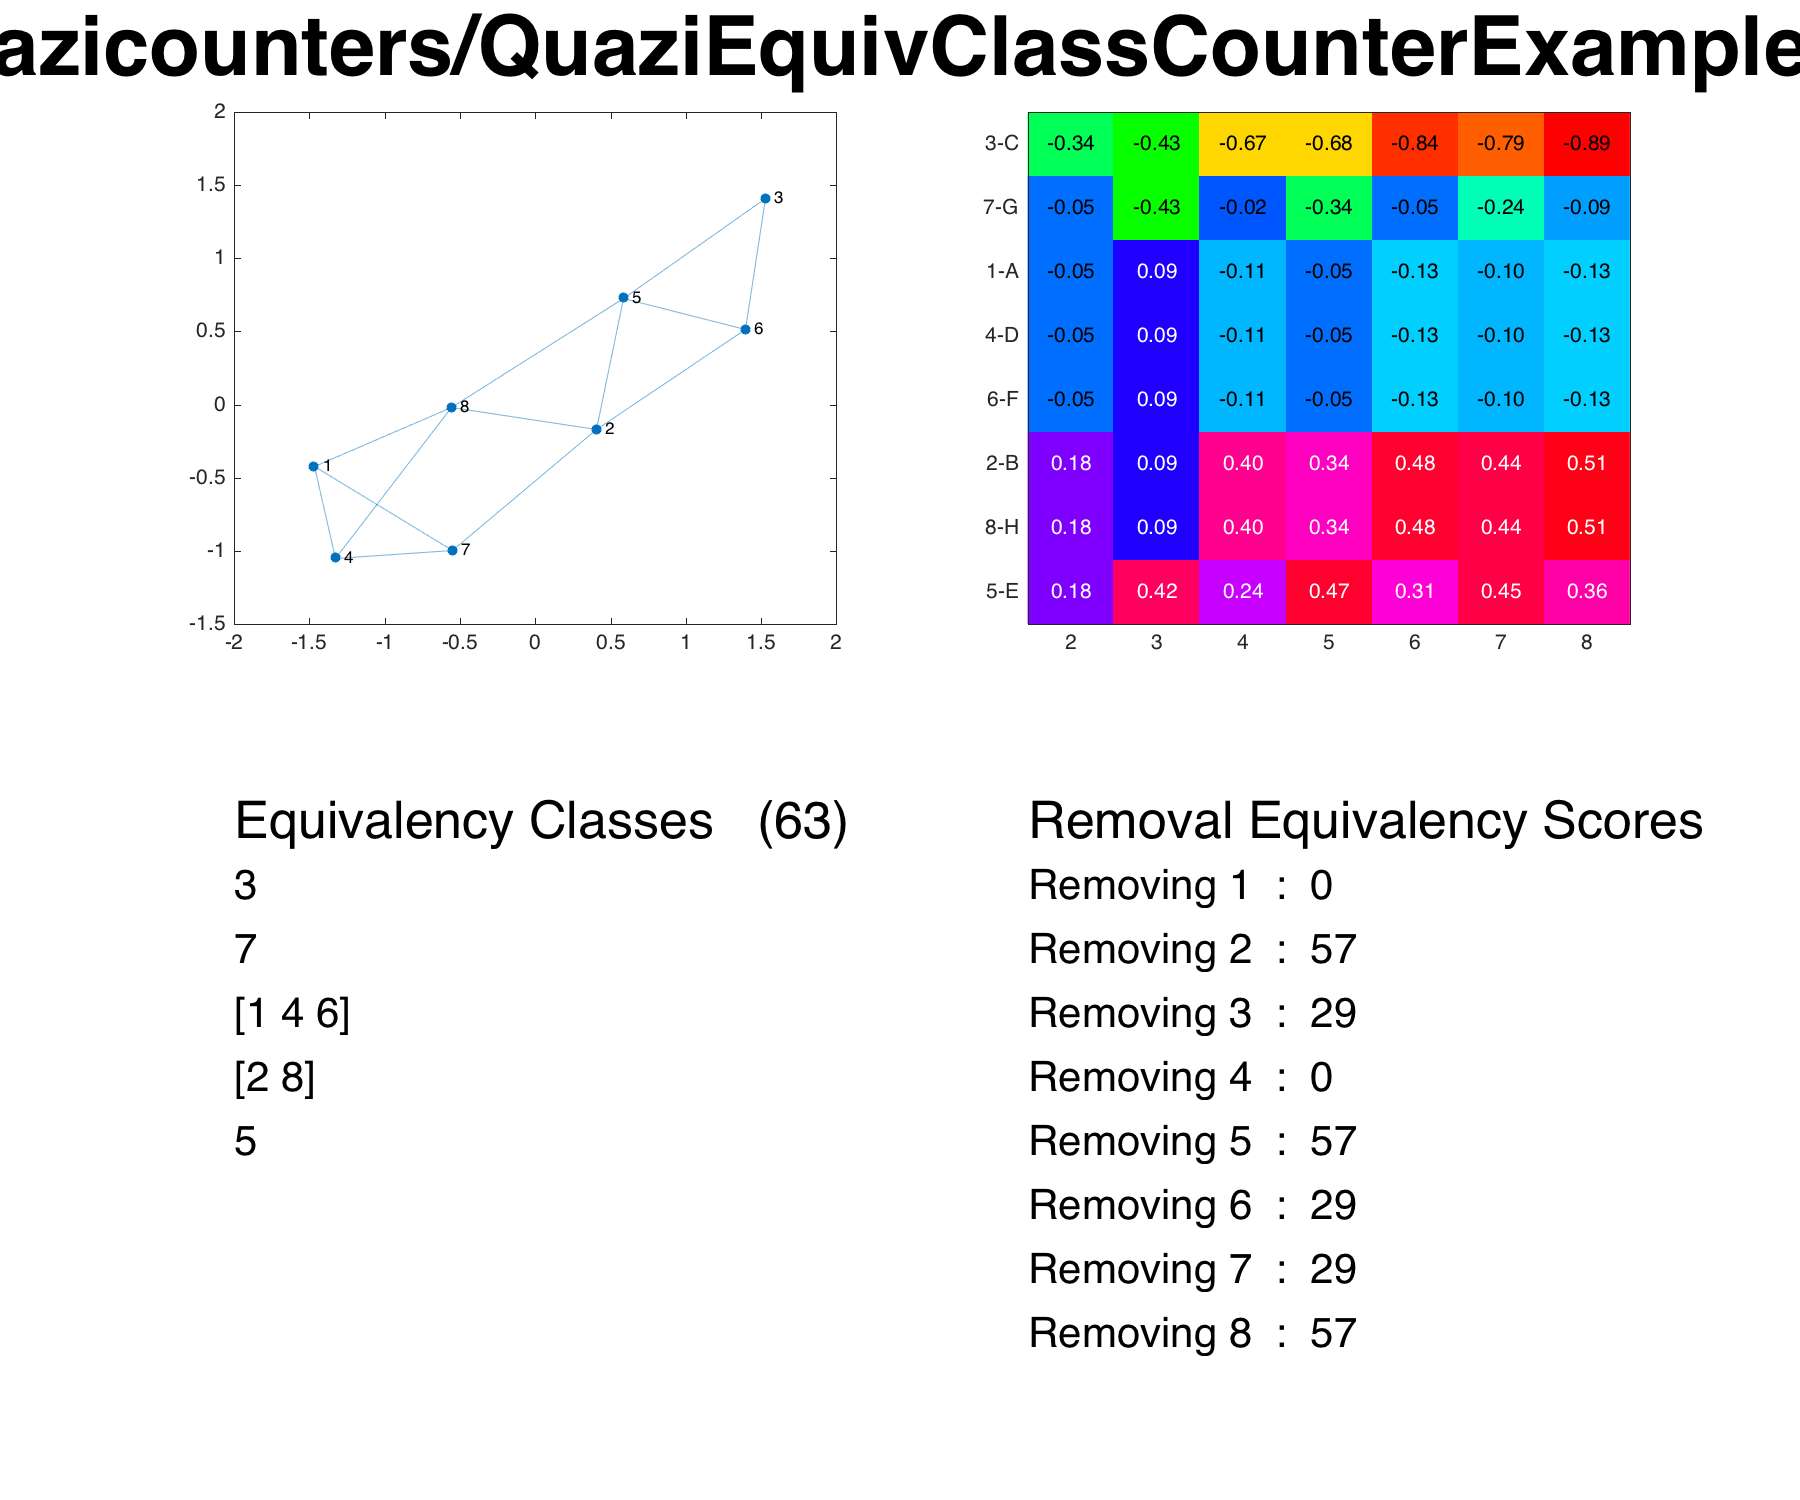 azicounters/QuaziEquivClassCounterExample
2
1.5
1
0.5
0
-0.5
-1
-1.5
-2 -1.5 -1 -0.5 0 0.5 1 1.5 2
3
5
6
8
2
1
7
4
3-C -0.34 -0.43 -0.67 -0.68 -0.84 -0.79 -0.89
7-G -0.05 -0.43 -0.02 -0.34 -0.05 -0.24 -0.09
1-A -0.05 0.09 -0.11 -0.05 -0.13 -0.10 -0.13
4-D -0.05 0.09 -0.11 -0.05 -0.13 -0.10 -0.13
6-F -0.05 0.09 -0.11 -0.05 -0.13 -0.10 -0.13
2-B 0.18 0.09 0.40 0.34 0.48 0.44 0.51
8-H 0.18 0.09 0.40 0.34 0.48 0.44 0.51
5-E 0.18 0.42 0.24 0.47 0.31 0.45 0.36
2 3 4 5 6 7 8
Equivalency Classes (63)
3
7
[1 4 6]
[2 8]
5
Removal Equivalency Scores
Removing 1 : 0
Removing 2 : 57
Removing 3 : 29
Removing 4 : 0
Removing 5 : 57
Removing 6 : 29
Removing 7 : 29
Removing 8 : 57